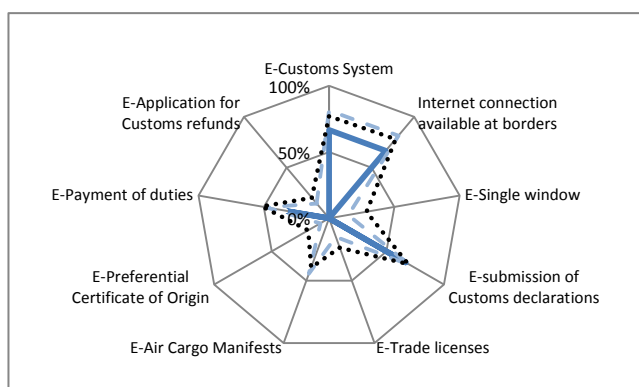 E-Customs System
100%
E-Application for
Customs refunds
Internet connection
available at borders
50%
E-Payment of duties
E-Single window
0%
E-Preferential
Certificate of Origin
E-submission of
Customs declarations
E-Air Cargo Manifests
E-Trade licenses